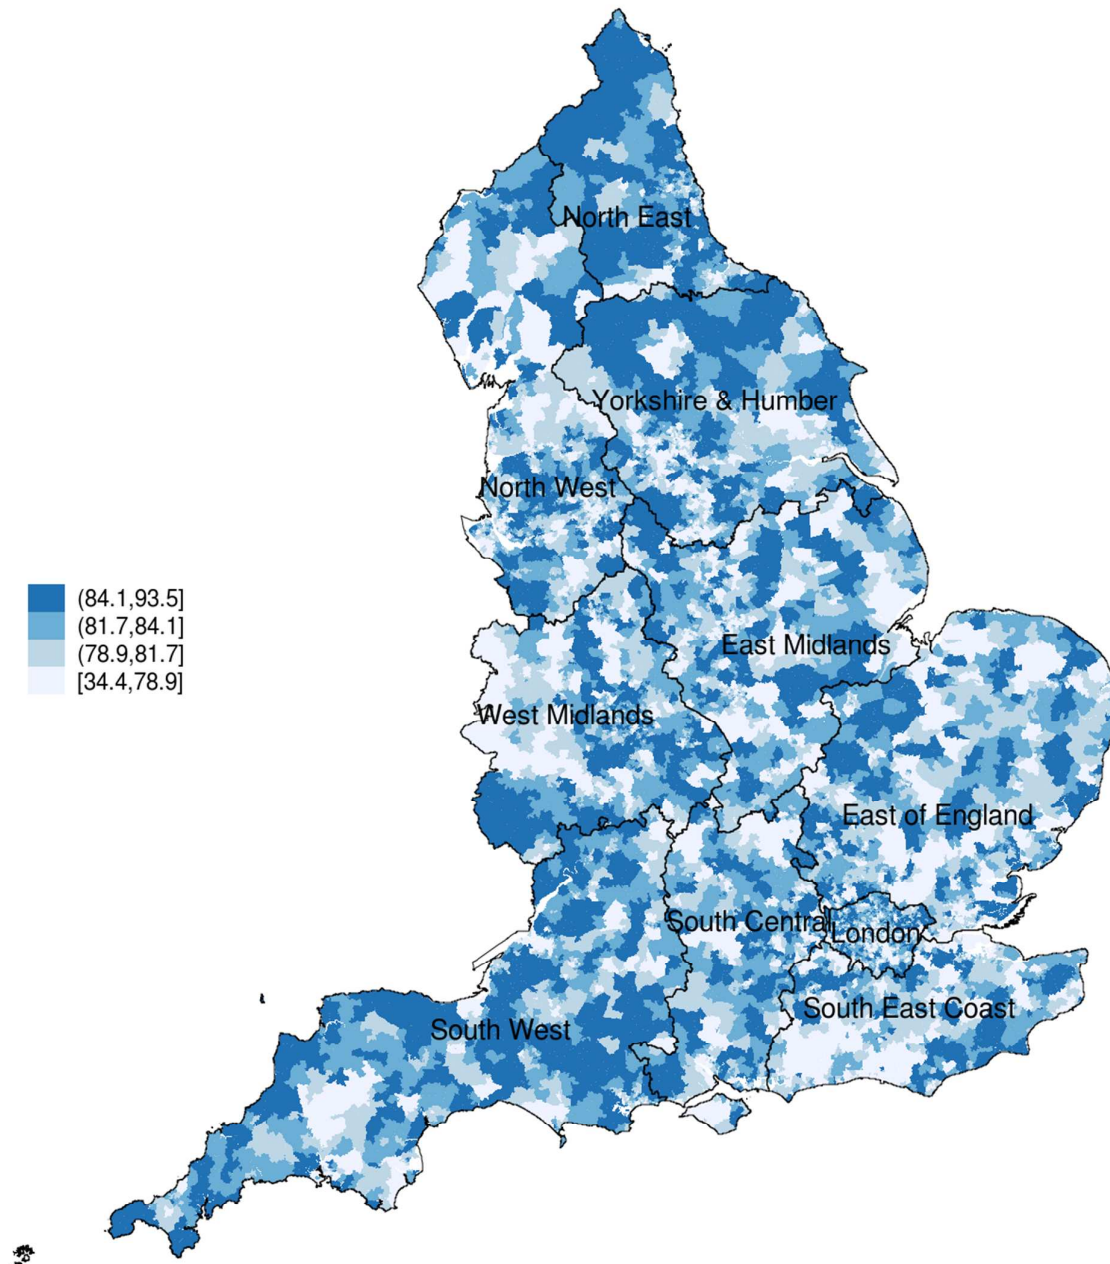 North East
Yorkshire & Humber
North West
(84.1,93.5]
(81.7,84.1]
(78.9,81.7]
[34.4,78.9]
East Midlands
West Midlands
East of England
South Central
London
South East Coast
South West